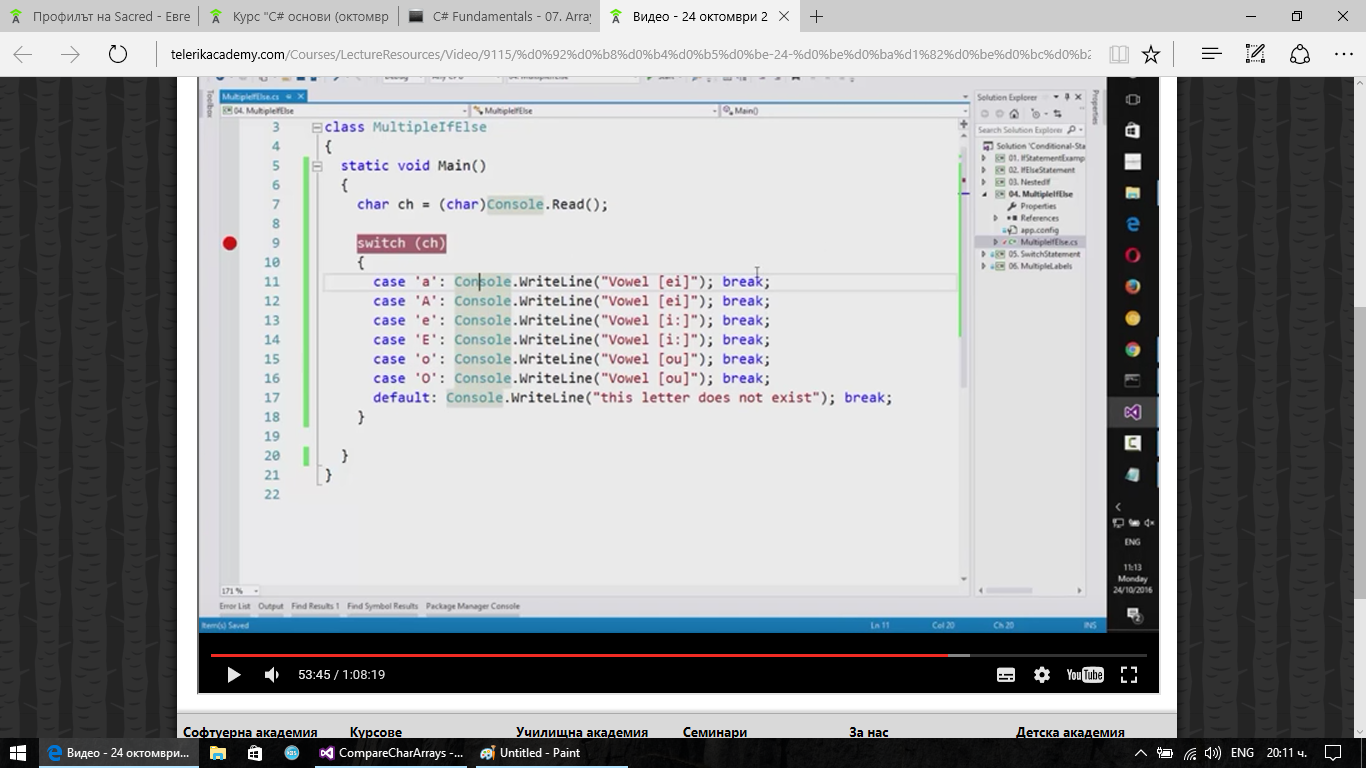 Профилът на Sacred - Евге
Курс "C# основи (октомвр
C# Fundamentals - 07. Array
Видео - 24 октомври 2
telerikacademy.com/Courses/LectureResources/Video/9115/%d0%92%d0%b8%d0%b4%d0%b5%d0%be-24-%d0%be%d0%ba%d1%82%d0%be%d0%bc%d0%b2
MultipleIfElse.cs
Toolbox
04. MultipleIfElse
MultipleIfElse
Main()
3 class MultipleIfElse
4 {
5 static void Main()
6 {
7 char ch = (char)Console.Read();
8
9 switch (ch)
10 {
11 case 'a': Console.WriteLine("Vowel [ei]"); break;
12 case 'A': Console.WriteLine("Vowel [ei]"); break;
13 case 'e': Console.WriteLine("Vowel [i:]"); break;
14 case 'E': Console.WriteLine("Vowel [i:]"); break;
15 case 'o': Console.WriteLine("Vowel [ou]"); break;
16 case 'O': Console.WriteLine("Vowel [ou]"); break;
17 default: Console.WriteLine("this letter does not exist"); break;
18 }
19
20 }
21 }
22
171 %
Error List Output Find Results 1 Find Symbol Results Package Manager Console
Item(s) Saved
Ln 11 Col 20 Ch 20 INS
Solution Explorer
Properties
Search Solution Explorer
Solution 'Conditional-Sta
01. IfStatementExamp
02. IfElseStatement
03. NestedIf
04. MultipleIfElse
Properties
References
app.config
MultipleIfElse.cs
05. SwitchStatement
06. MultipleLabels
ENG
11:13
Monday
24/10/2016
53:45 / 1:08:19
YouTube
Софтуерна академия
Курсове
Училищна академия
Семинари
За нас
Детска академия
Видео - 24 октомври...
CompareCharArrays -...
Untitled - Paint
ENG
20:11 ч.